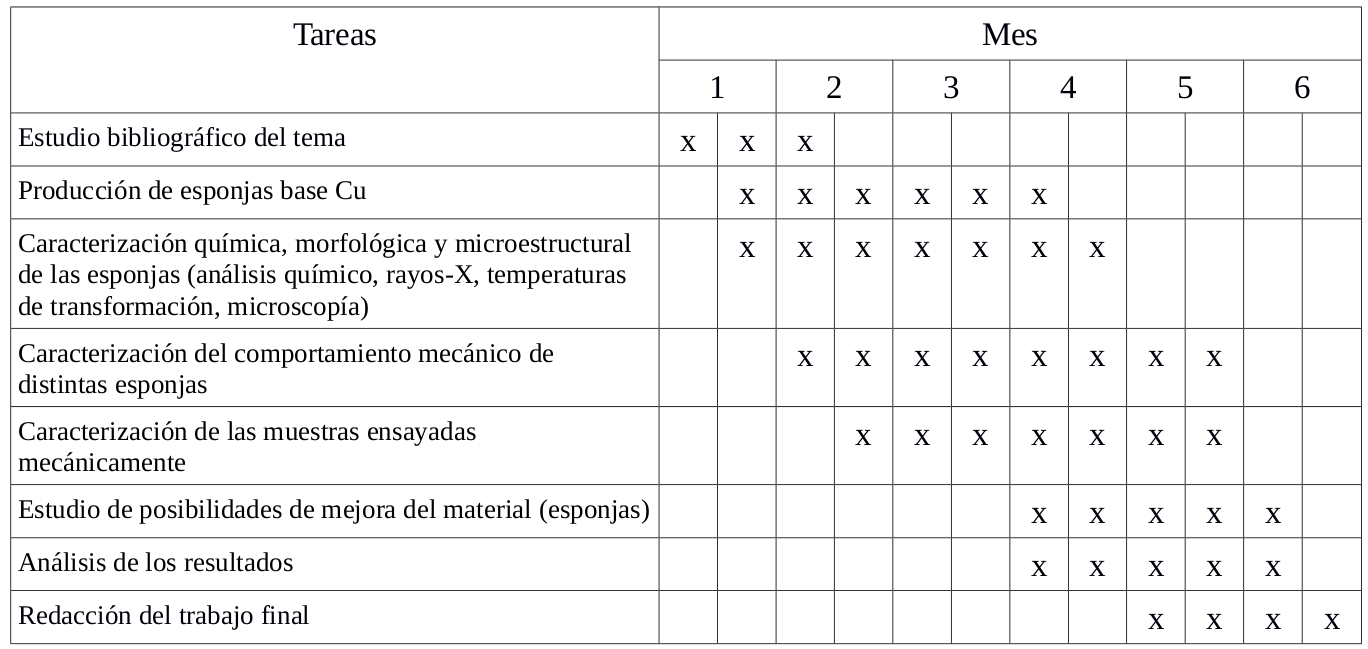 Tareas Mes
1 2 3 4 5 6
Estudio bibliográfico del tema x x x
Producción de esponjas base Cu x x x x x x
Caracterización química, morfológica y microestructural x x x x x x x
de las esponjas (análisis químico, rayos-X, temperaturas
de transformación, microscopía)
Caracterización del comportamiento mecánico de x x x x x x x x
distintas esponjas
Caracterización de las muestras ensayadas x x x x x x x
mecánicamente
Estudio de posibilidades de mejora del material (esponjas) x x x x x
Análisis de los resultados x x x x x
Redacción del trabajo final x x x x